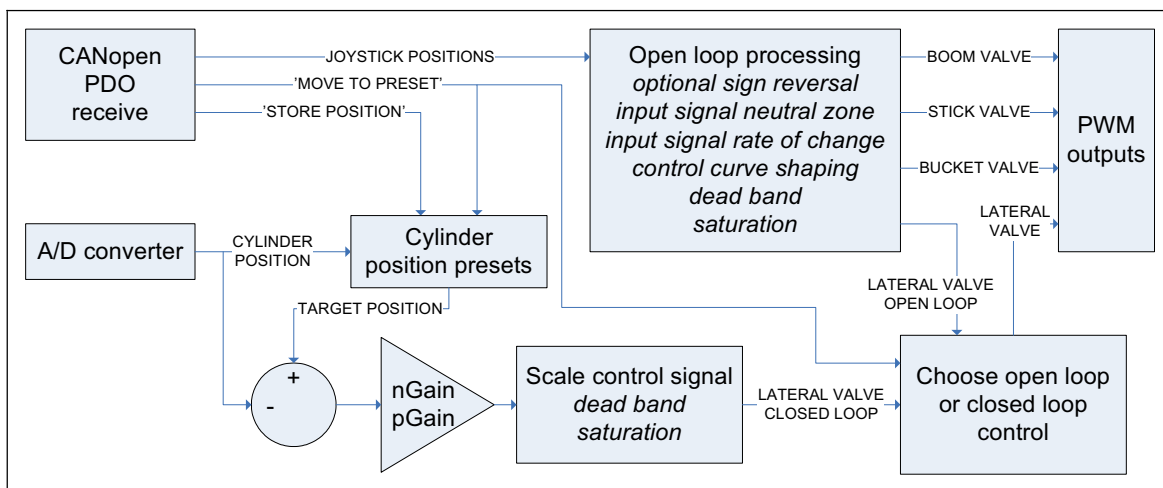 CANopen
PDO
receive
JOYSTICK POSITIONS
'MOVE TO PRESET'
'STORE POSITION'
Open loop processing
optional sign reversal
input signal neutral zone
input signal rate of change
control curve shaping
dead band
saturation
BOOM VALVE
STICK VALVE
BUCKET VALVE
PWM
outputs
LATERAL
VALVE
A/D converter
CYLINDER
POSITION
Cylinder
position presets
LATERAL VALVE
OPEN LOOP
TARGET POSITION
+
-
nGain
pGain
Scale control signal
dead band
saturation
LATERAL VALVE
CLOSED LOOP
Choose open loop
or closed loop
control